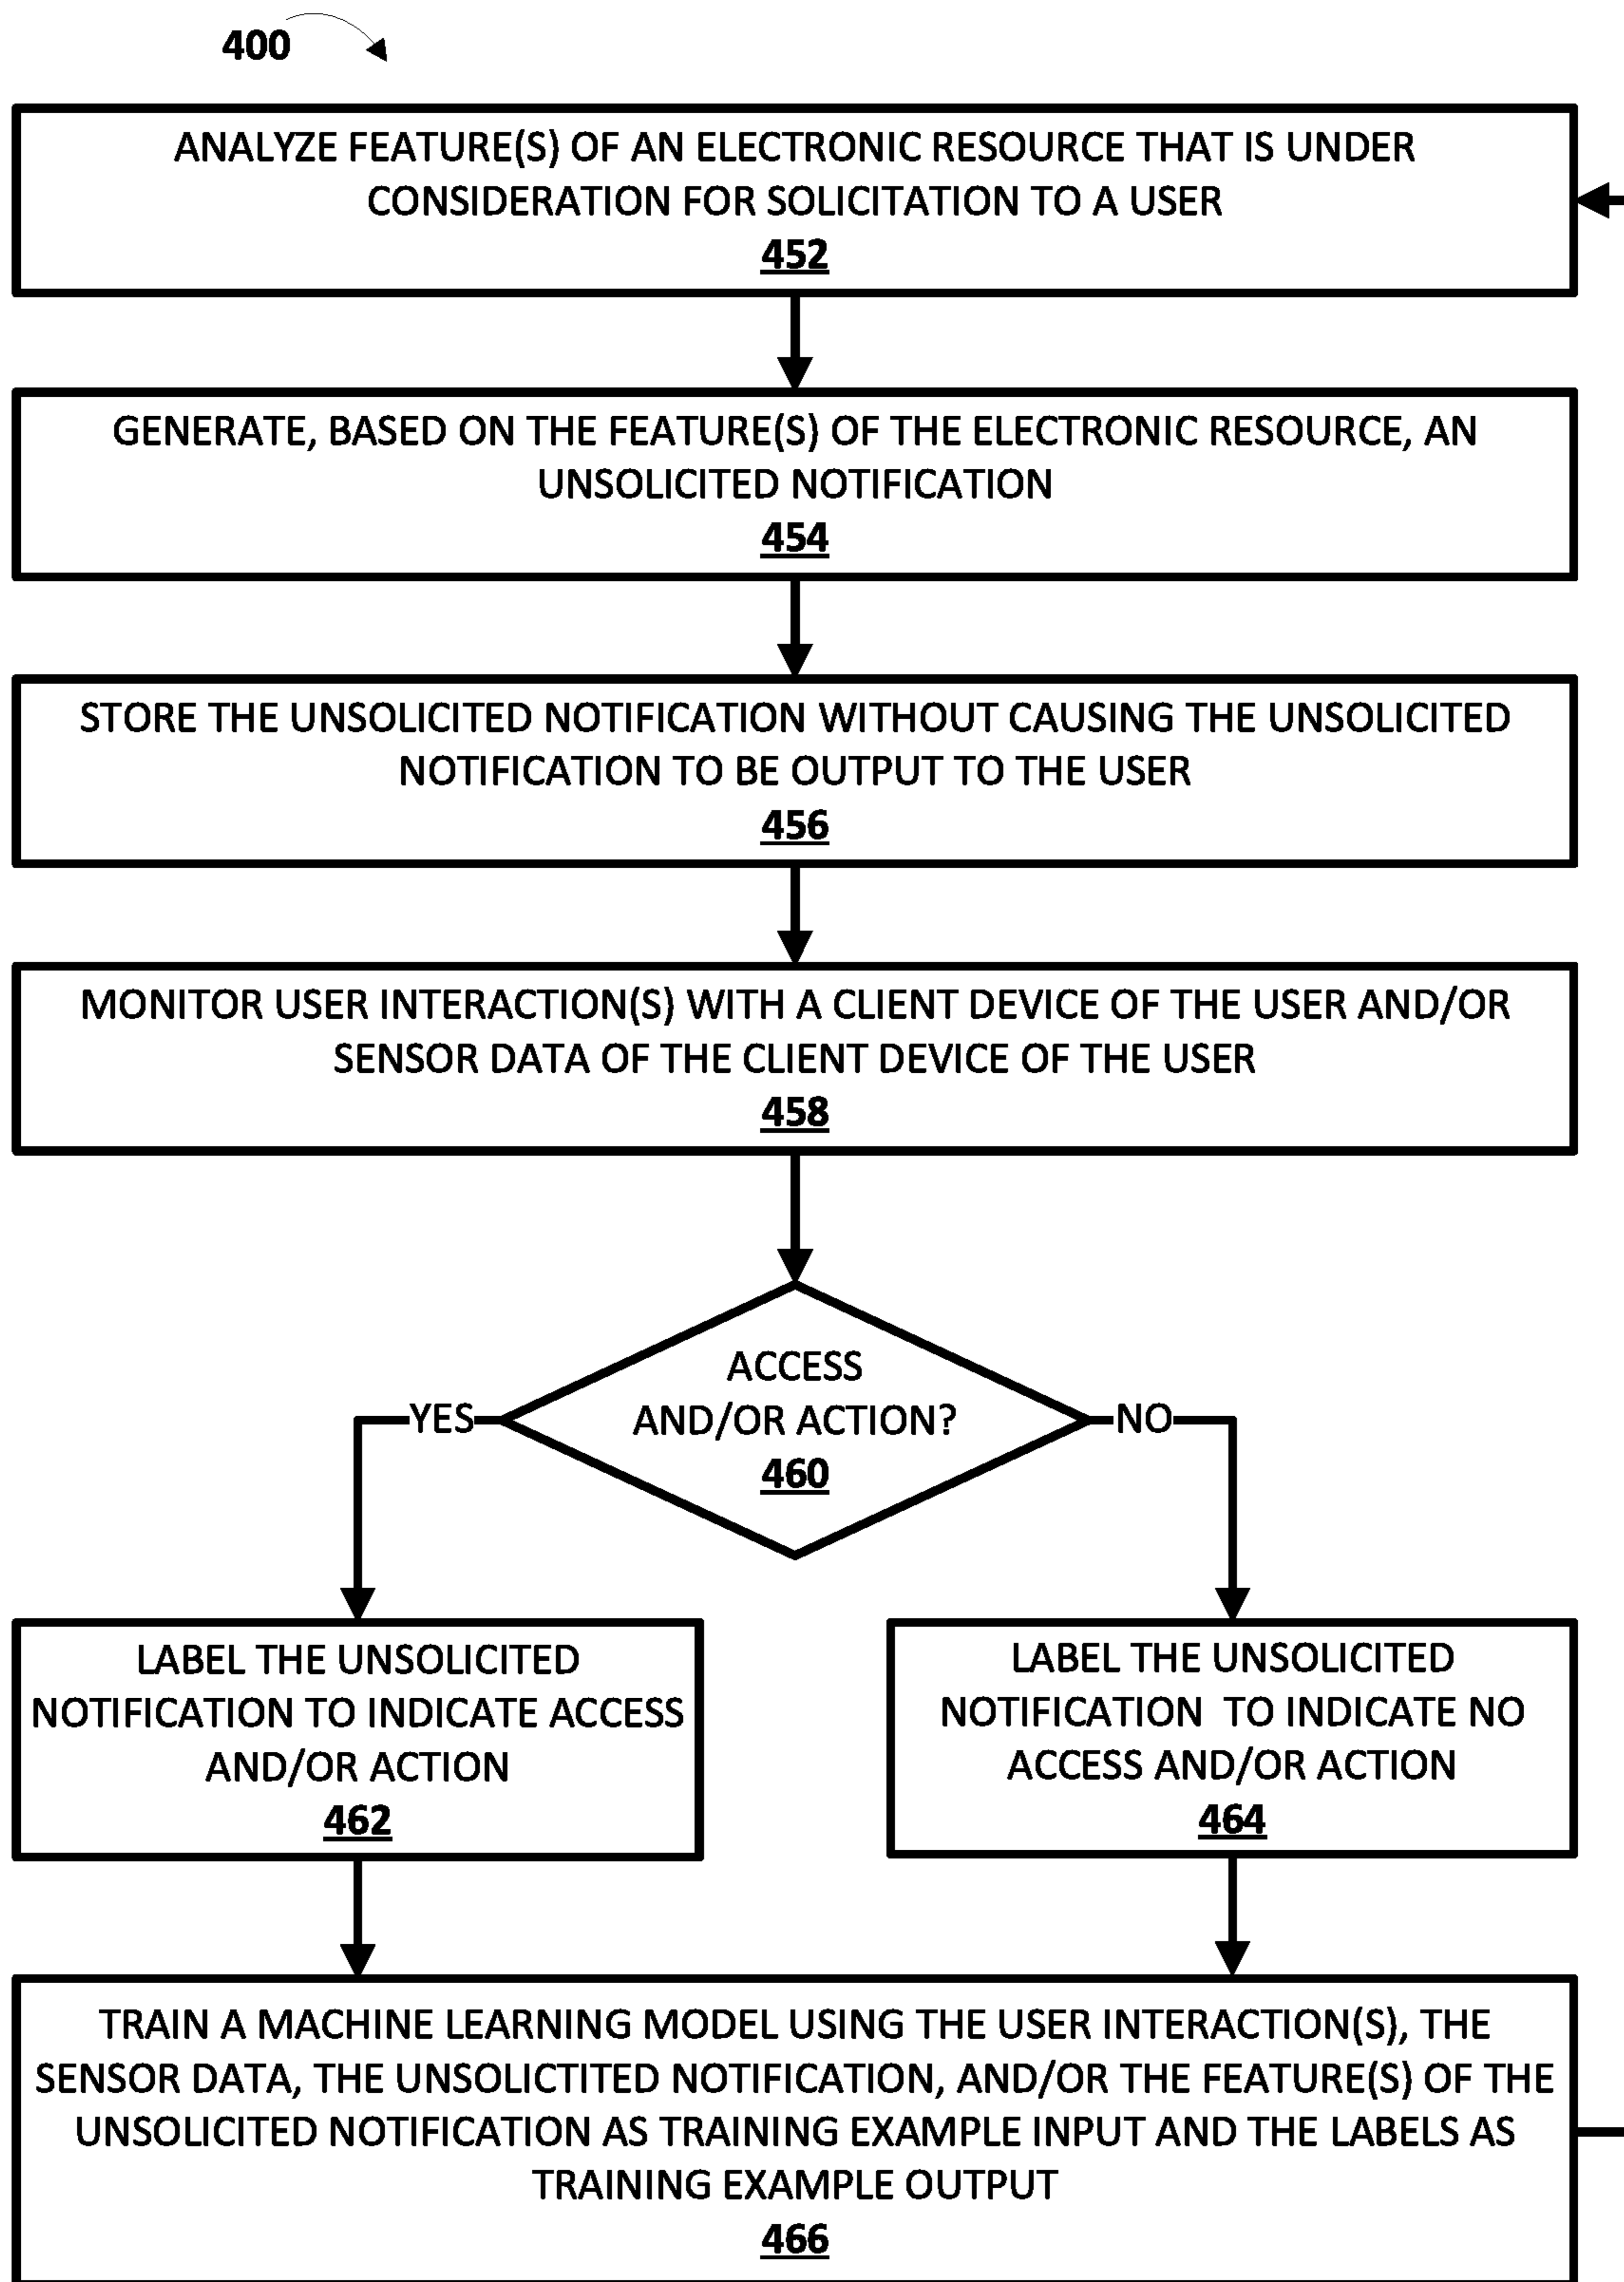 400
ANALYZE FEATURE(S) OF AN ELECTRONIC RESOURCE THAT IS UNDER
CONSIDERATION FOR SOLICITATION TO A USER
452
GENERATE, BASED ON THE FEATURE(S) OF THE ELECTRONIC RESOURCE, AN
UNSOLICITED NOTIFICATION
454
STORE THE UNSOLICITED NOTIFICATION WITHOUT CAUSING THE UNSOLICITED
NOTIFICATION TO BE OUTPUT TO THE USER
456
MONITOR USER INTERACTION(S) WITH A CLIENT DEVICE OF THE USER AND/OR
SENSOR DATA OF THE CLIENT DEVICE OF THE USER
458
ACCESS
AND/OR ACTION?
460
YES
NO
LABEL THE UNSOLICITED
NOTIFICATION TO INDICATE ACCESS
AND/OR ACTION
462
LABEL THE UNSOLICITED
NOTIFICATION TO INDICATE NO
ACCESS AND/OR ACTION
464
TRAIN A MACHINE LEARNING MODEL USING THE USER INTERACTION(S), THE
SENSOR DATA, THE UNSOLICTITED NOTIFICATION, AND/OR THE FEATURE(S) OF THE
UNSOLICITED NOTIFICATION AS TRAINING EXAMPLE INPUT AND THE LABELS AS
TRAINING EXAMPLE OUTPUT
466